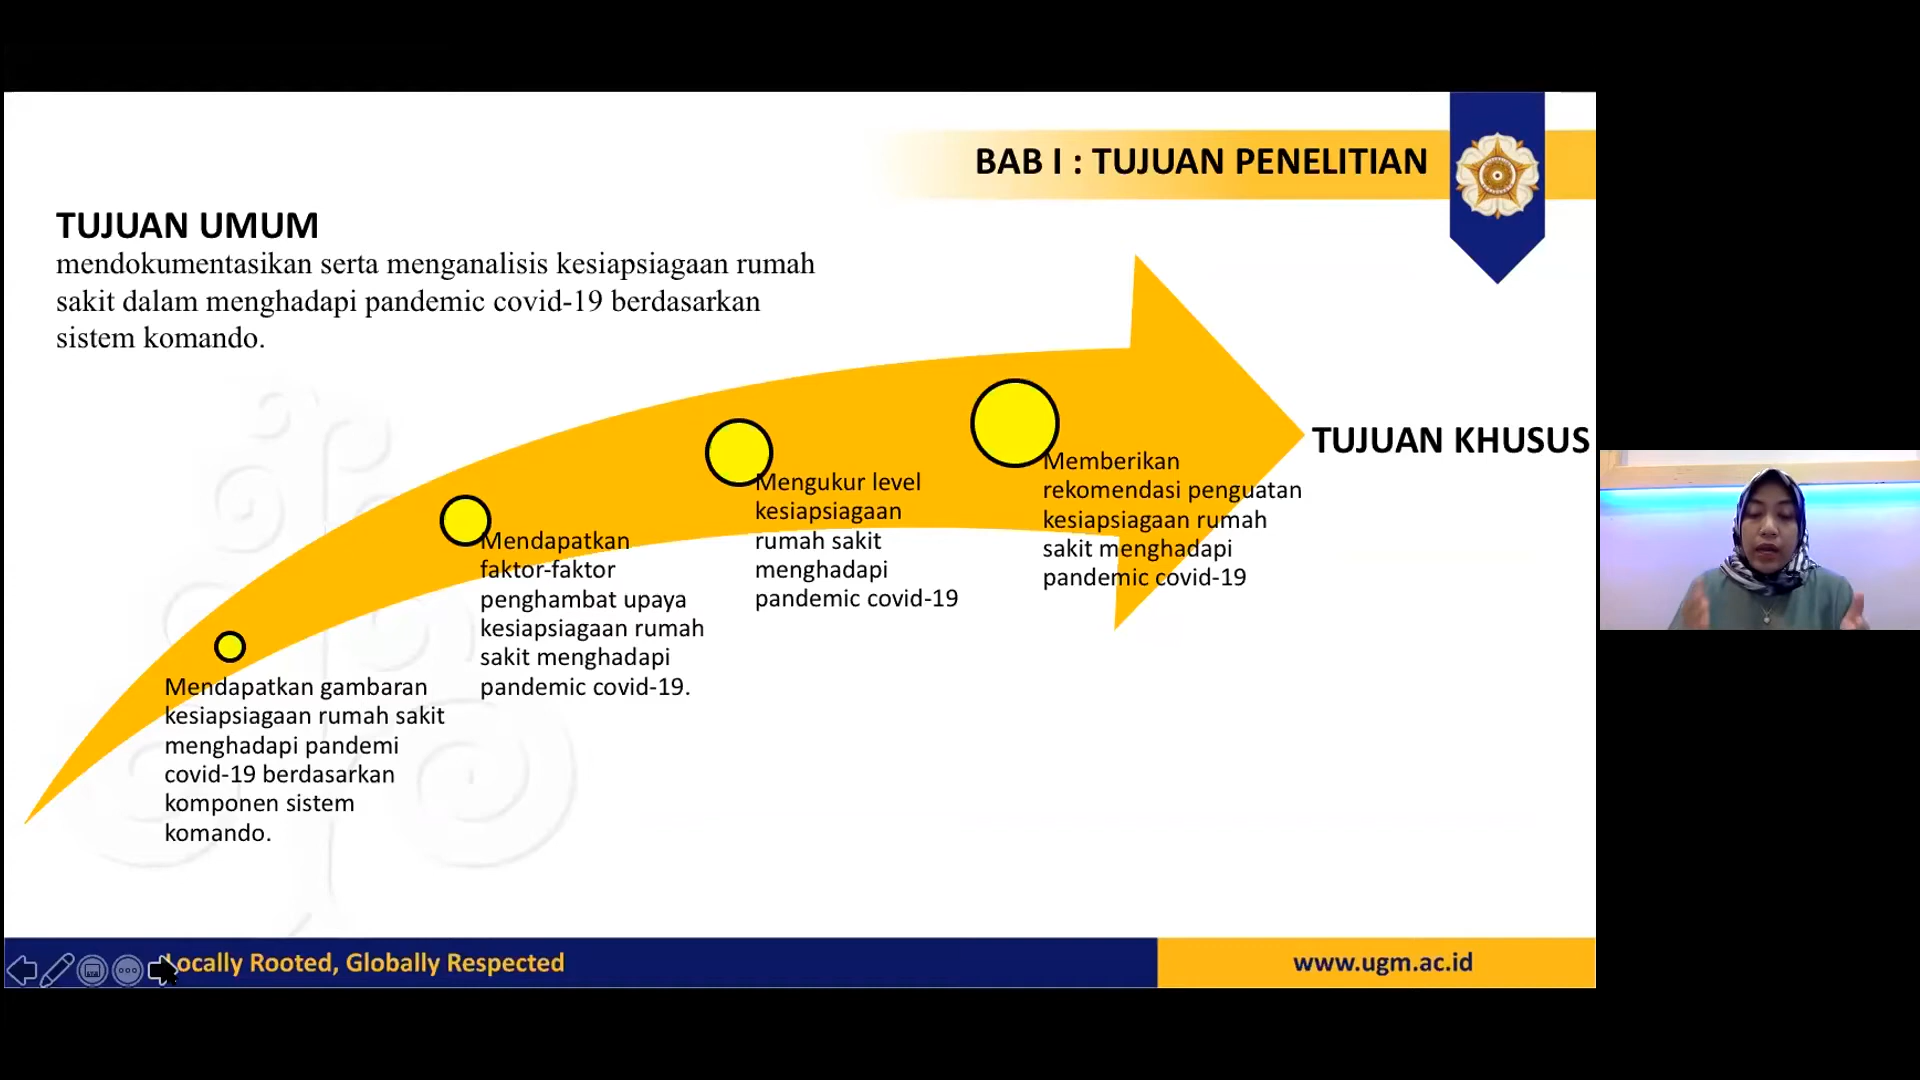 BAB I : TUJUAN PENELITIAN
TUJUAN UMUM
mendokumentasikan serta menganalisis kesiapsiagaan rumah
sakit dalam menghadapi pandemic covid-19 berdasarkan
sistem komando.
TUJUAN KHUSUS
Mendapatkan gambaran
kesiapsiagaan rumah sakit
menghadapi pandemi
covid-19 berdasarkan
komponen sistem
komando.
Mendapatkan
faktor-faktor
penghambat upaya
kesiapsiagaan rumah
sakit menghadapi
pandemic covid-19.
Mengukur level
kesiapsiagaan
rumah sakit
menghadapi
pandemic covid-19
Memberikan
rekomendasi penguatan
kesiapsiagaan rumah
sakit menghadapi
pandemic covid-19
Locally Rooted, Globally Respected
www.ugm.ac.id